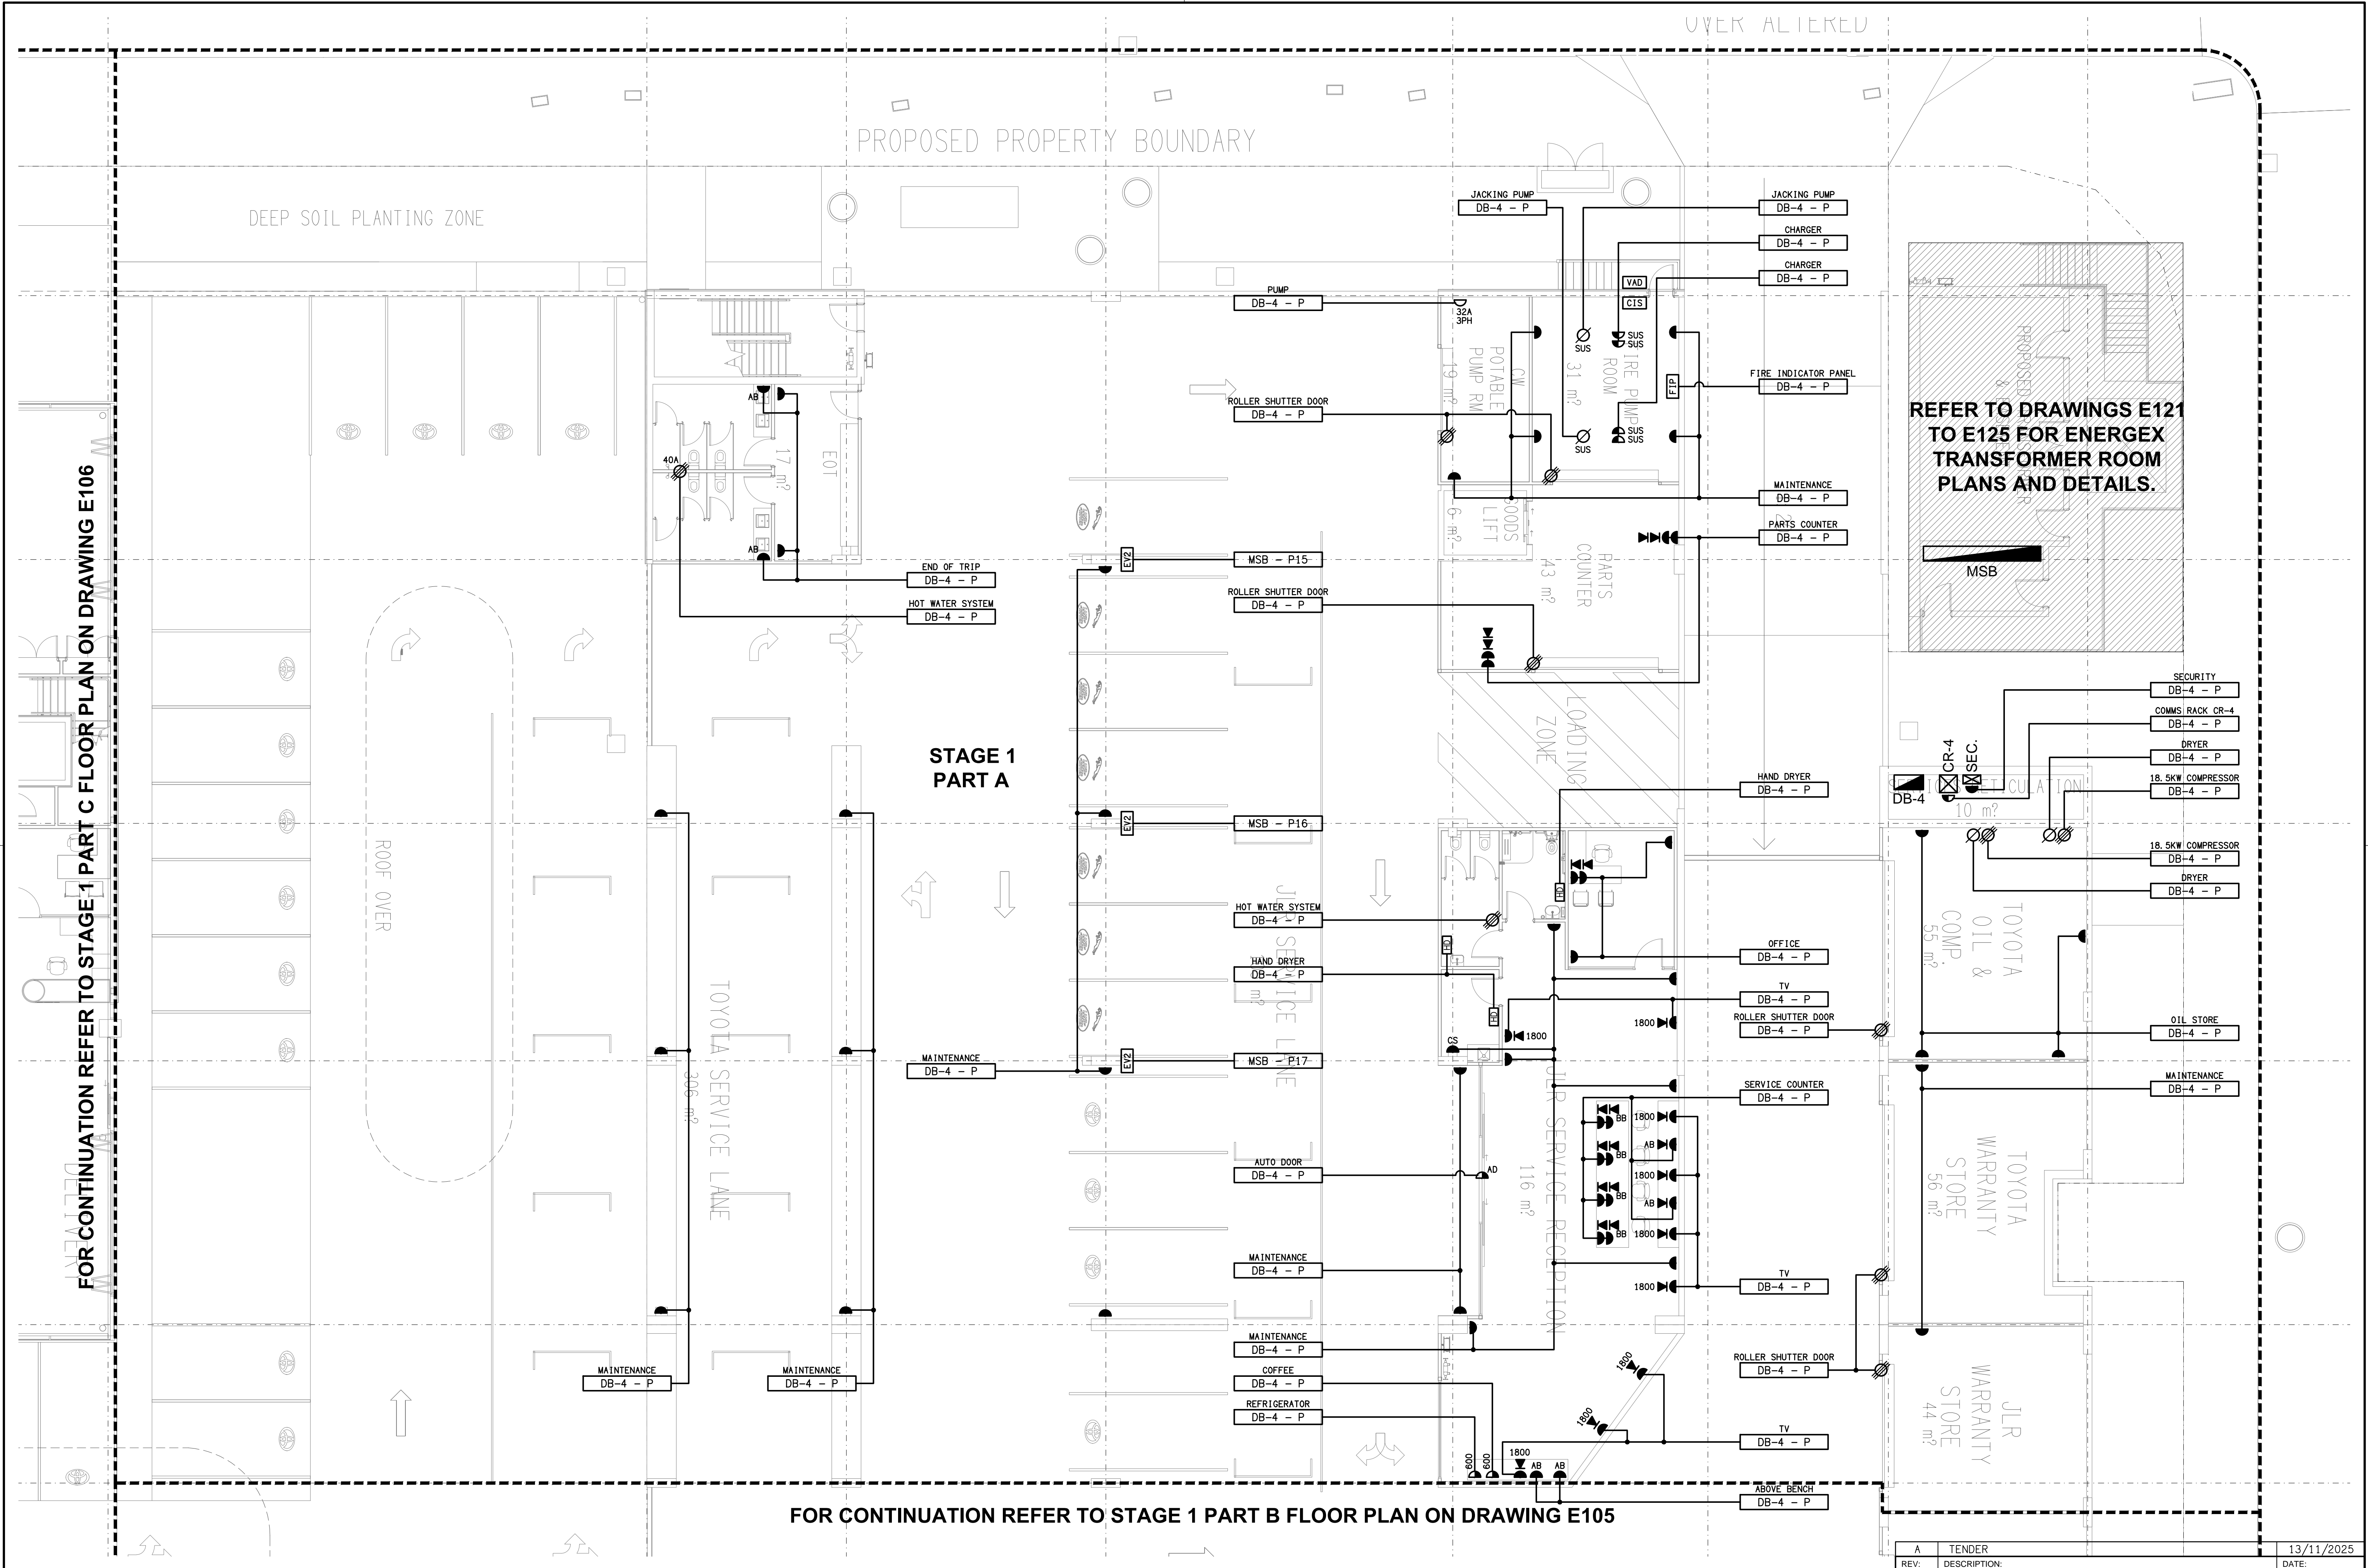 OVER ALTERED
PROPOSED PROPERTY BOUNDARY
DEEP SOIL PLANTING ZONE
JACKING PUMP
DB-4 - P
JACKING PUMP
DB-4 - P
CHARGER
DB-4 - P
CHARGER
DB-4 - P
VAD
CIS
PUMP
DB-4 - P
32A
3PH
SUS
SUS
SUS
POTABLE CW
PUMP RM
19 m?
IRE PUMP
ROOM
31 m?
FIP
FIRE INDICATOR PANEL
DB-4 - P
ROLLER SHUTTER DOOR
DB-4 - P
SUS
SUS
SUS
REFER TO DRAWINGS E121
TO E125 FOR ENERGEX
TRANSFORMER ROOM
PLANS AND DETAILS.
MSB
AB
40A
EOT
17 m?
AB
MAINTENANCE
DB-4 - P
PARTS COUNTER
DB-4 - P
GOODS
LIFT
6 m?
PARTS
COUNTER
43 m?
END OF TRIP
DB-4 - P
HOT WATER SYSTEM
DB-4 - P
EV2
MSB - P15
ROLLER SHUTTER DOOR
DB-4 - P
FOR CONTINUATION REFER TO STAGE 1 PART C FLOOR PLAN ON DRAWING E106
ROOF OVER
STAGE 1
PART A
LOADING
ZONE
SECURITY
DB-4 - P
COMMS RACK CR-4
DB-4 - P
DRYER
DB-4 - P
18.5KW COMPRESSOR
DB-4 - P
DB-4
CR-4
SEC.
10 m?
HAND DRYER
DB-4 - P
EV2
MSB - P16
18.5KW COMPRESSOR
DB-4 - P
DRYER
DB-4 - P
HD
HOT WATER SYSTEM
DB-4 - P
HD
HAND DRYER
DB-4 - P
HD
OFFICE
DB-4 - P
TV
DB-4 - P
ROLLER SHUTTER DOOR
DB-4 - P
1800
1800
CS
TOYOTA
OIL &
COMP.
55 m?
OIL STORE
DB-4 - P
TOYOTA SERVICE LANE
306 m?
JLR SERVICE LANE
MAINTENANCE
DB-4 - P
EV2
MSB - P17
MAINTENANCE
DB-4 - P
SERVICE COUNTER
DB-4 - P
BB
1800
AB
BB
1800
BB
AB
BB
1800
1800
JLR SERVICE RECEPTION
116 m?
AUTO DOOR
DB-4 - P
AD
TOYOTA
WARRANTY
STORE
56 m?
MAINTENANCE
DB-4 - P
TV
DB-4 - P
MAINTENANCE
DB-4 - P
ROLLER SHUTTER DOOR
DB-4 - P
MAINTENANCE
DB-4 - P
MAINTENANCE
DB-4 - P
COFFEE
DB-4 - P
REFRIGERATOR
DB-4 - P
1800
1800
JLR
WARRANTY
STORE
44 m?
TV
DB-4 - P
600
600
1800
AB
AB
ABOVE BENCH
DB-4 - P
FOR CONTINUATION REFER TO STAGE 1 PART B FLOOR PLAN ON DRAWING E105
A TENDER 13/11/2025
REV: DESCRIPTION: DATE: